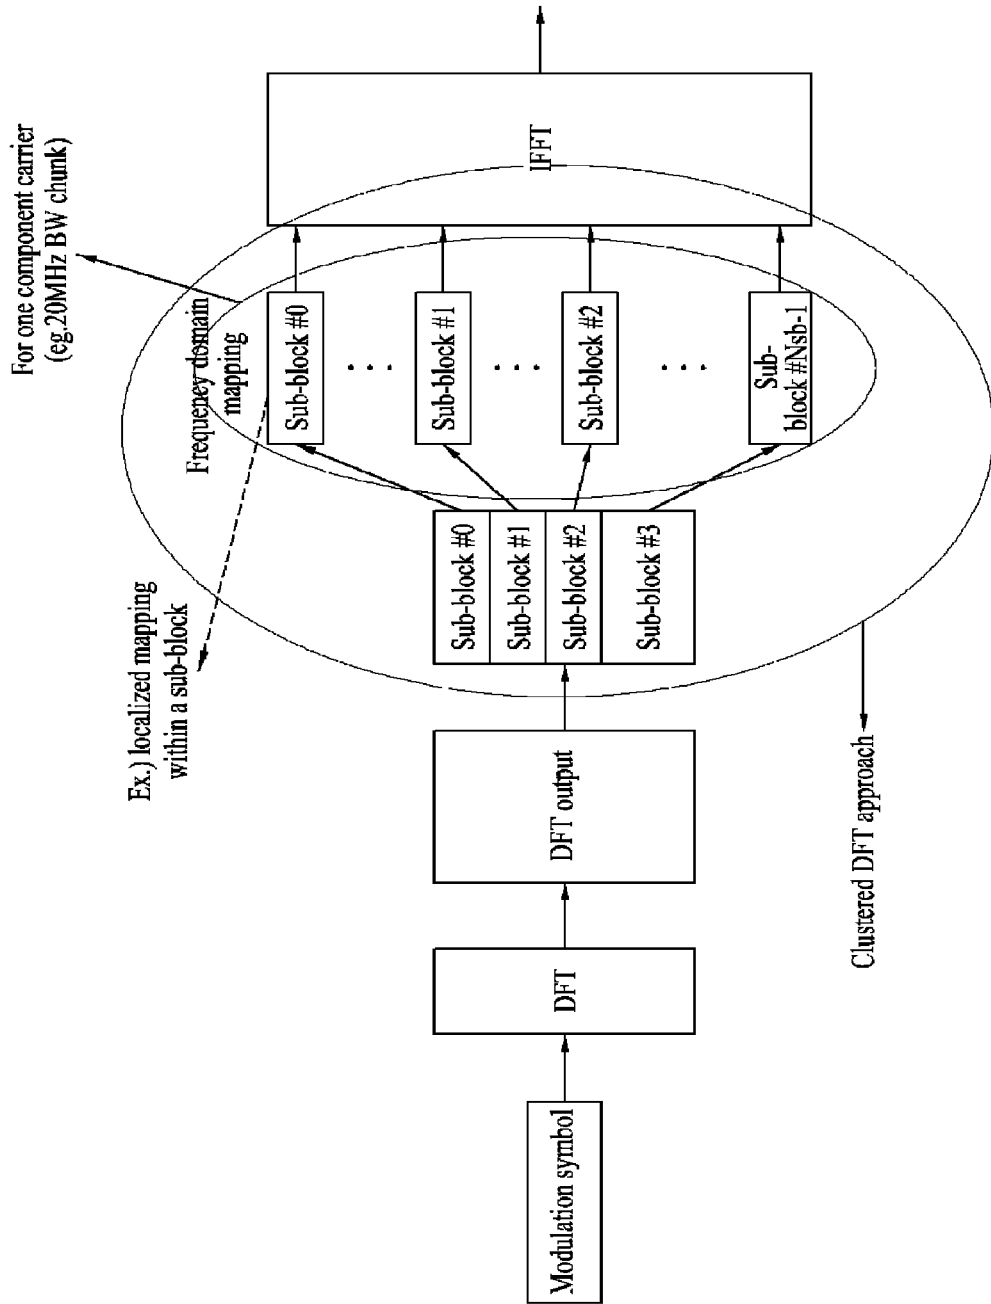 Modulation symbol
DFT
DFT output
Sub-block #0
Sub-block #1
Sub-block #2
Sub-block #3
Ex.) localized mapping
within a sub-block
Frequency domain
mapping
For one component carrier
(eg.20MHz BW chunk)
Sub-block #0
Sub-block #1
Sub-block #2
Sub-
block #Nsb-1
IFFT
Clustered DFT approach